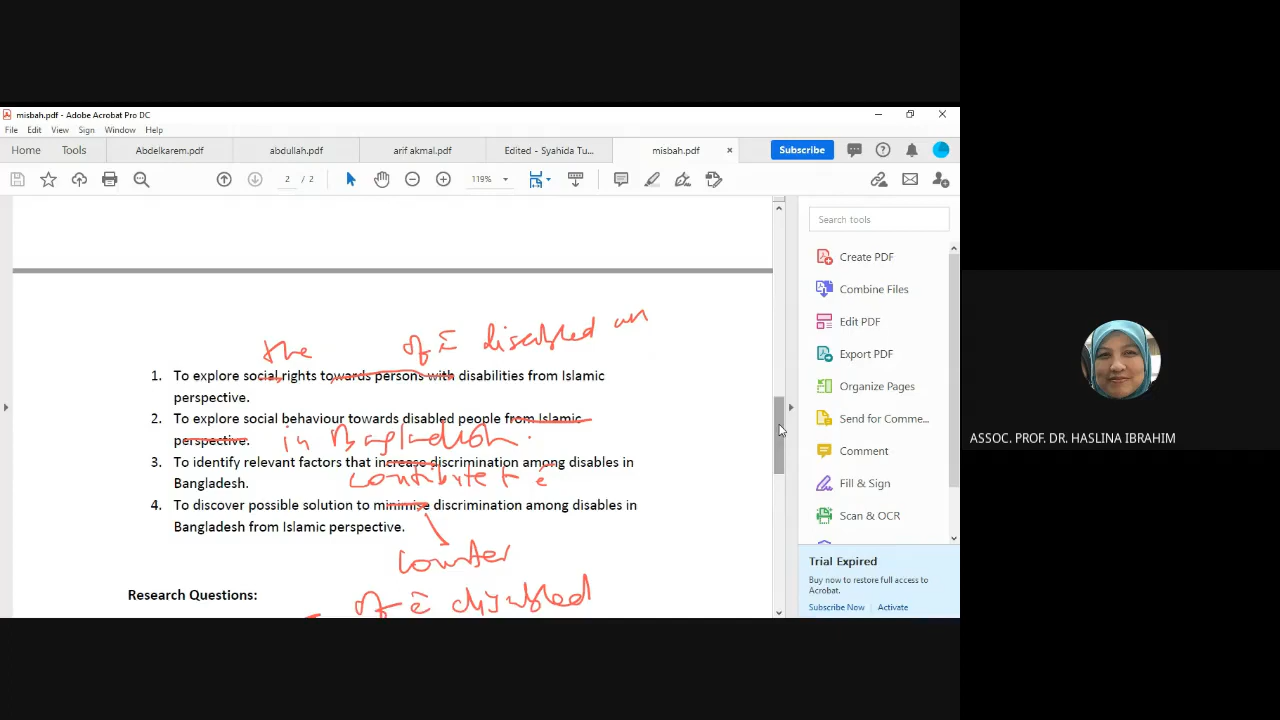 misbah.pdf - Adobe Acrobat Pro DC
File Edit View Sign Window Help
Home Tools Abdelkarem.pdf abdullah.pdf arif akmal.pdf Edited - Syahida Tu... misbah.pdf × Subscribe
2 / 2 119%
Search tools
Create PDF
Combine Files
Edit PDF
Export PDF
Organize Pages
Send for Comme...
Comment
Fill & Sign
Scan & OCR
Trial Expired
Buy now to restore full access to
Acrobat.
Subscribe Now Activate
the of disabled
1. To explore social rights towards persons with disabilities from Islamic
perspective.
2. To explore social behaviour towards disabled people from Islamic
perspective. in Bangladesh.
3. To identify relevant factors that increase discrimination among disables in
Bangladesh. contribute to
4. To discover possible solution to minimise discrimination among disables in
Bangladesh from Islamic perspective.
counter
Research Questions:
of disabled
ASSOC. PROF. DR. HASLINA IBRAHIM